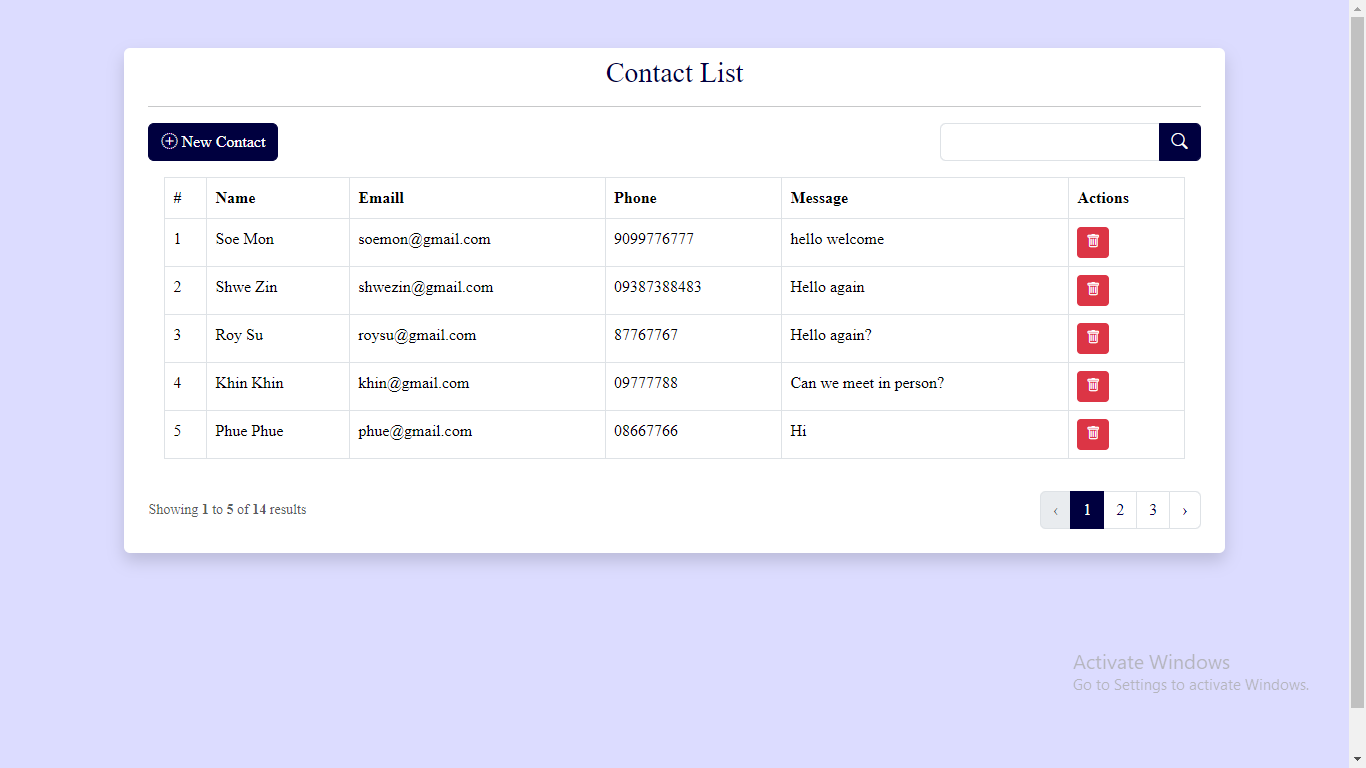 Contact List
New Contact
# Name Emaill Phone Message Actions
1 Soe Mon soemon@gmail.com 9099776777 hello welcome
2 Shwe Zin shwezin@gmail.com 09387388483 Hello again
3 Roy Su roysu@gmail.com 87767767 Hello again?
4 Khin Khin khin@gmail.com 09777788 Can we meet in person?
5 Phue Phue phue@gmail.com 08667766 Hi
Showing 1 to 5 of 14 results ‹ 1 2 3 ›
Activate Windows
Go to Settings to activate Windows.